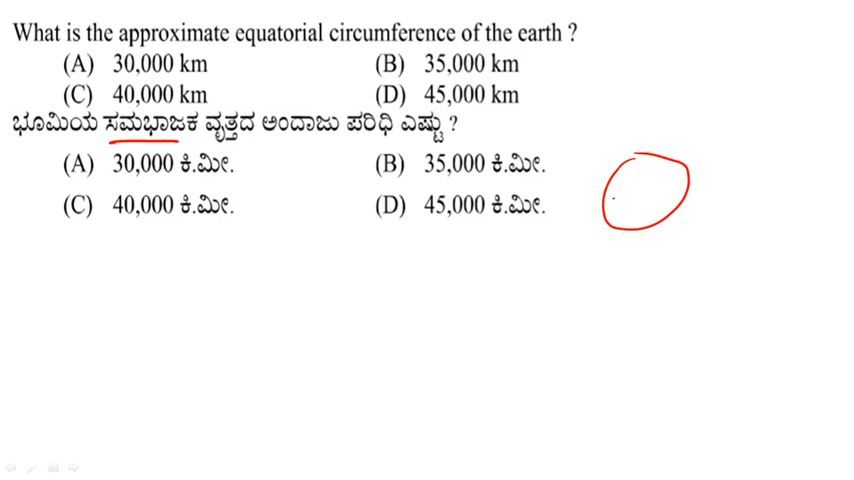 What is the approximate equatorial circumference of the earth ?
(A) 30,000 km (B) 35,000 km
(C) 40,000 km (D) 45,000 km
ಭೂಮಿಯ ಸಮಭಾಜಕ ವೃತ್ತದ ಅಂದಾಜು ಪರಿಧಿ ಎಷ್ಟು ?
(A) 30,000 ಕಿ.ಮೀ. (B) 35,000 ಕಿ.ಮೀ.
(C) 40,000 ಕಿ.ಮೀ. (D) 45,000 ಕಿ.ಮೀ.